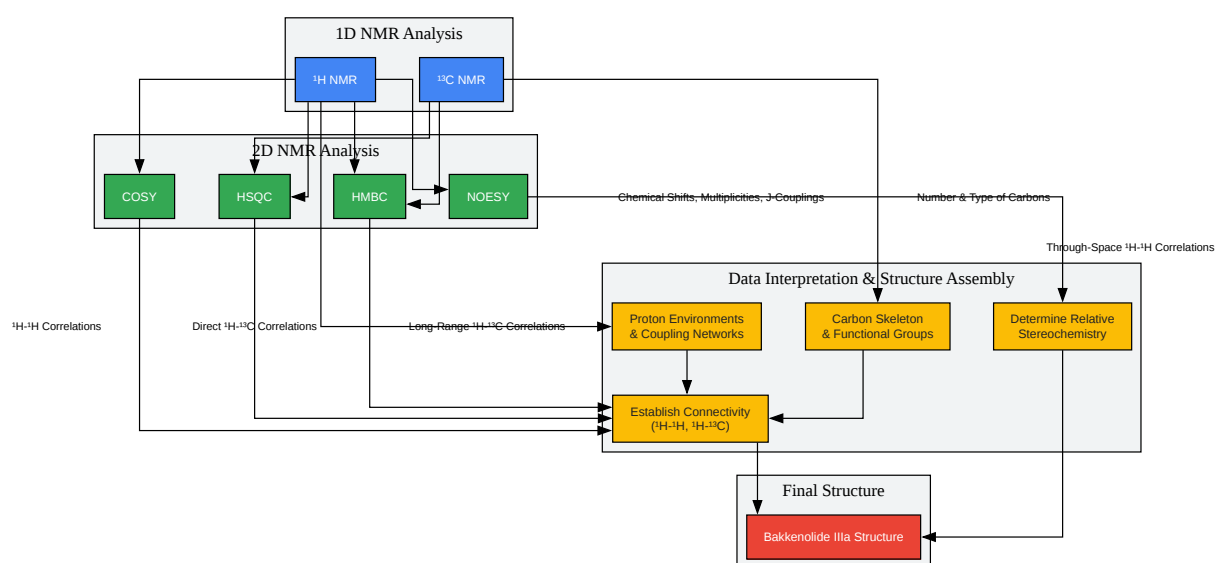 1D NMR Analysis
¹H NMR
¹³C NMR
2D NMR Analysis
COSY
HSQC
HMBC
NOESY
Chemical Shifts, Multiplicities, J-Couplings
Number & Type of Carbons
Through-Space ¹H-¹H Correlations
Data Interpretation & Structure Assembly
¹H-¹H Correlations
Direct ¹H-¹³C Correlations
Long-Range ¹H-¹³C Correlations
Proton Environments
& Coupling Networks
Carbon Skeleton
& Functional Groups
Determine Relative
Stereochemistry
Establish Connectivity
(¹H-¹H, ¹H-¹³C)
Final Structure
Bakkenolide IIIa Structure